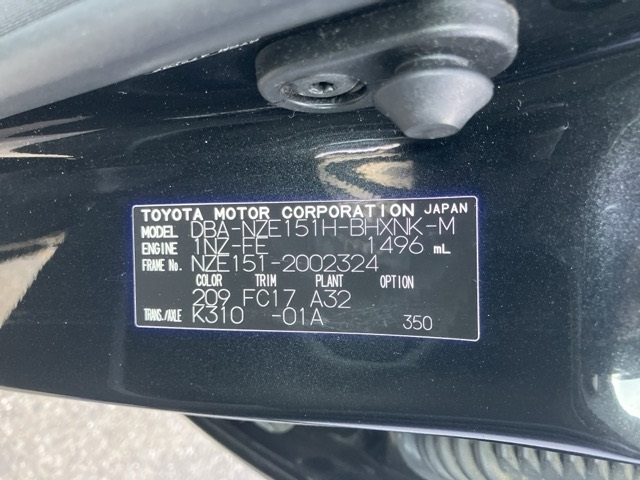 TOYOTA MOTOR CORPORATION JAPAN
MODEL DBA-NZE151H-BHXNK-M
ENGINE 1NZ-FE 1496 mL
FRAME No. NZE151-2002324
COLOR TRIM PLANT OPTION
209 FC17 A32
TRANS./AXLE K310 -01A 350